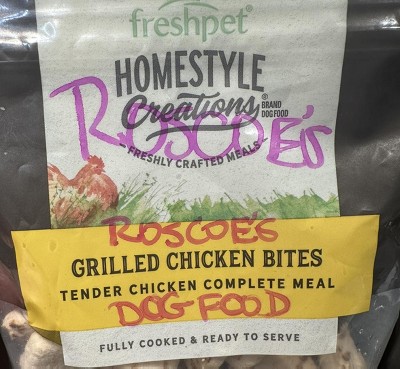 freshpet®
HOMESTYLE
Creations® BRAND DOG FOOD
ROSCOE'S
FRESHLY CRAFTED MEALS
ROSCOE'S
GRILLED CHICKEN BITES
TENDER CHICKEN COMPLETE MEAL
DOG FOOD
FULLY COOKED & READY TO SERVE